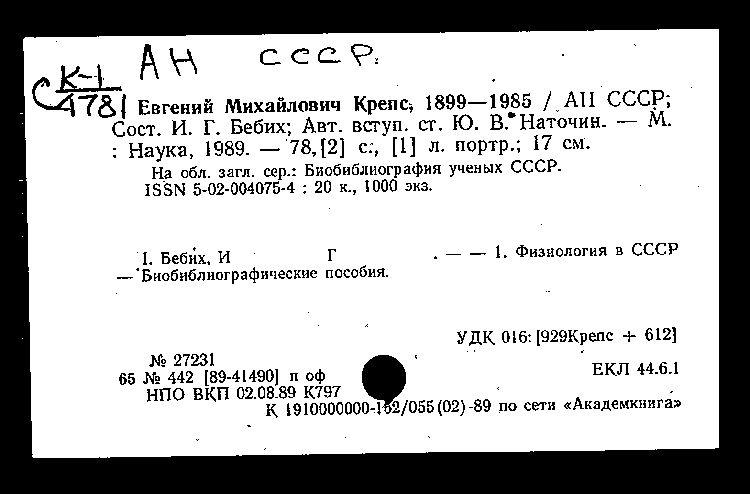 АН СССР.
К-1
4781
Евгений Михайлович Крепс, 1899—1985 / АН СССР;
Сост. И. Г. Бебих; Авт. вступ. ст. Ю. В. Наточин. — М.
: Наука, 1989. — 78,[2] с., [1] л. портр.; 17 см.
На обл. загл. сер.: Биобиблиография ученых СССР.
ISSN 5-02-004075-4 : 20 к., 1000 экз.
I. Бебих, И Г . — — 1. Физиология в СССР
— Биобиблиографические пособия.
УДК 016: [929Крепс + 612]
№ 27231
65 № 442 [89-41490] п оф
ЕКЛ 44.6.1
НПО ВКП 02.08.89 К797
К 1910000000-162/055(02)-89 по сети «Академкнига»